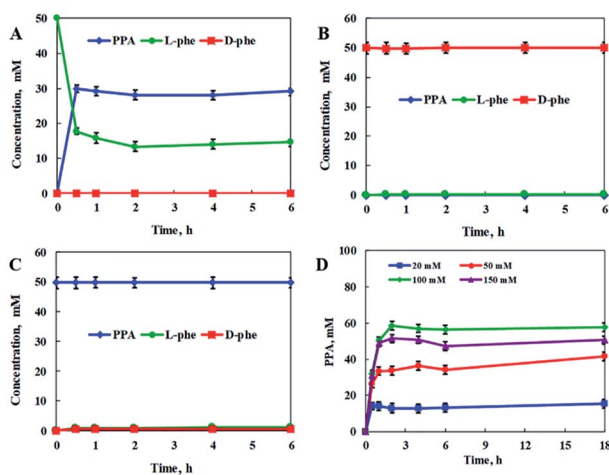 A
PPA L-phe D-phe
Concentration, mM
50
40
30
20
10
0
0 1 2 3 4 5 6
Time, h
B
60
50
40
30
20
10
0
Concentration, mM
PPA L-phe D-phe
0 1 2 3 4 5 6
Time, h
C
60
50
40
30
20
10
0
Concentration, mM
PPA L-phe D-phe
0 1 2 3 4 5 6
Time, h
D
100
80
60
40
20
0
PPA, mM
20 mM 50 mM
100 mM 150 mM
0 3 6 9 12 15 18
Time, h